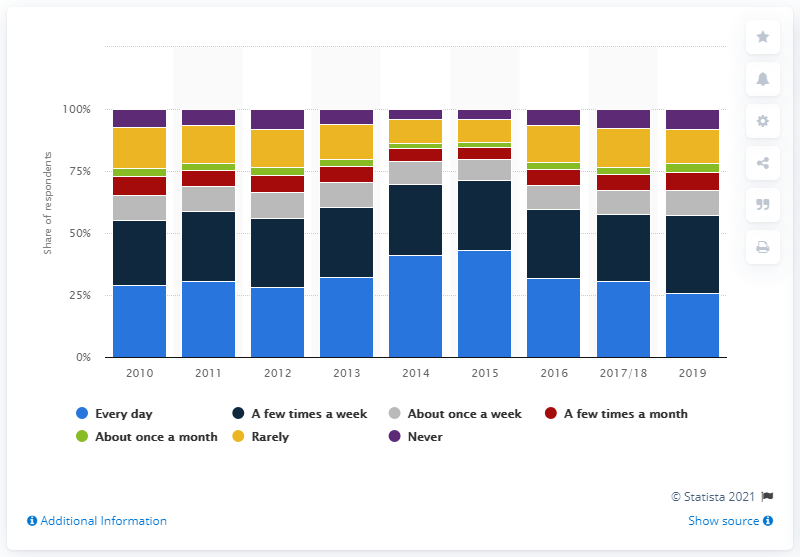 100%
75%
50%
25%
0%
Share of respondents
2010 2011 2012 2013 2014 2015 2016 2017/18 2019
Every day A few times a week About once a week A few times a month
About once a month Rarely Never
© Statista 2021
Additional Information Show source